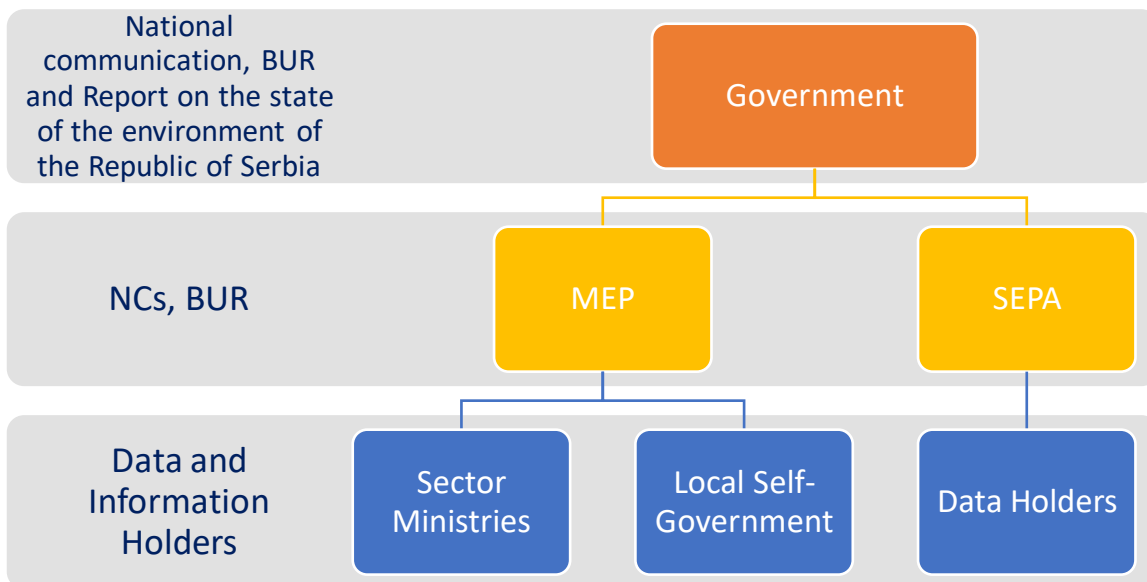 National
communication, BUR
and Report on the state
of the environment of
the Republic of Serbia
Government
NCs, BUR
MEP
SEPA
Data and
Information
Holders
Sector
Ministries
Local Self-
Government
Data Holders